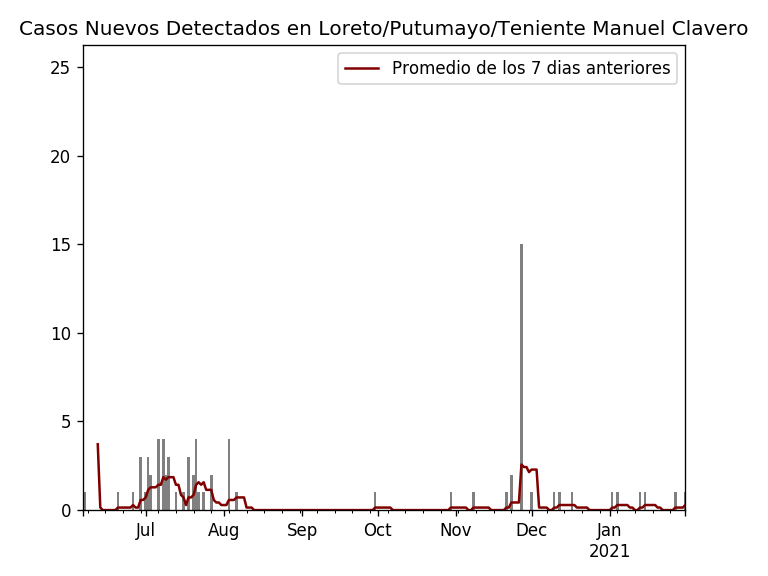 Casos Nuevos Detectados en Loreto/Putumayo/Teniente Manuel Clavero
Promedio de los 7 dias anteriores
25
20
15
10
5
0
Jul Aug Sep Oct Nov Dec Jan
2021